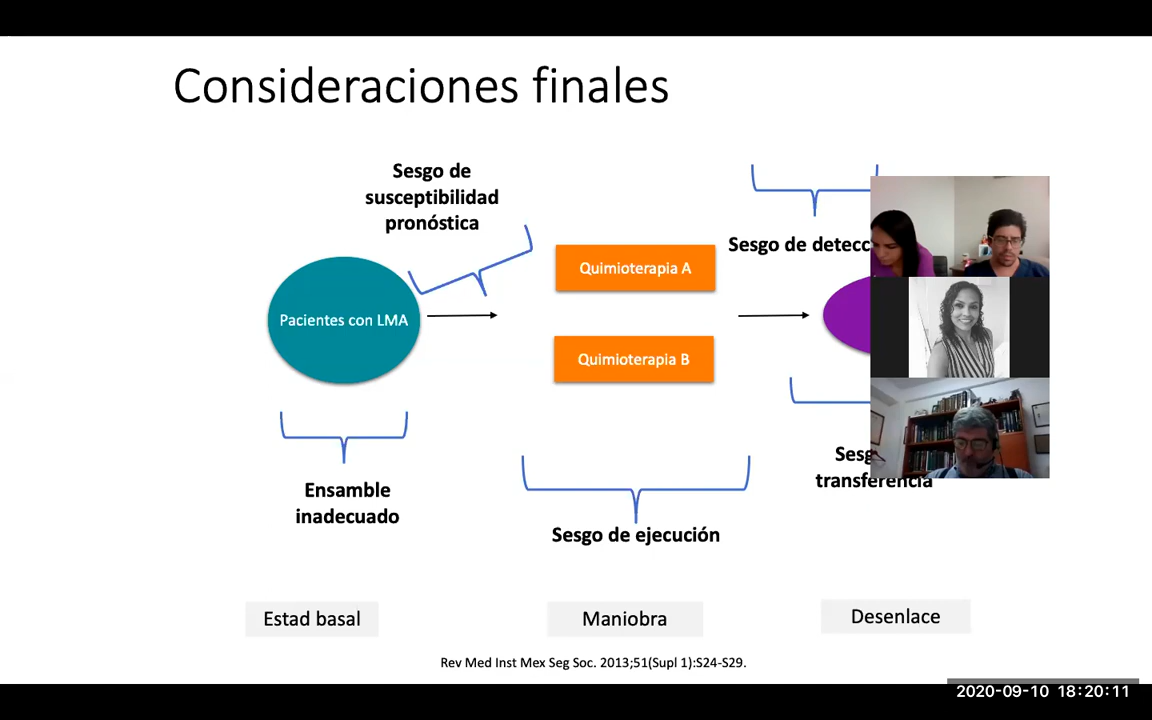 Consideraciones finales
Sesgo de
susceptibilidad
pronóstica
Sesgo de
Quimioterapia A
Pacientes con LMA
Quimioterapia B
transferencia
Ensamble
inadecuado
Sesgo de ejecución
Estad basal
Maniobra
Desenlace
Rev Med Inst Mex Seg Soc. 2013;51(Supl 1):S24-S29.
2020-09-10 18:20:11